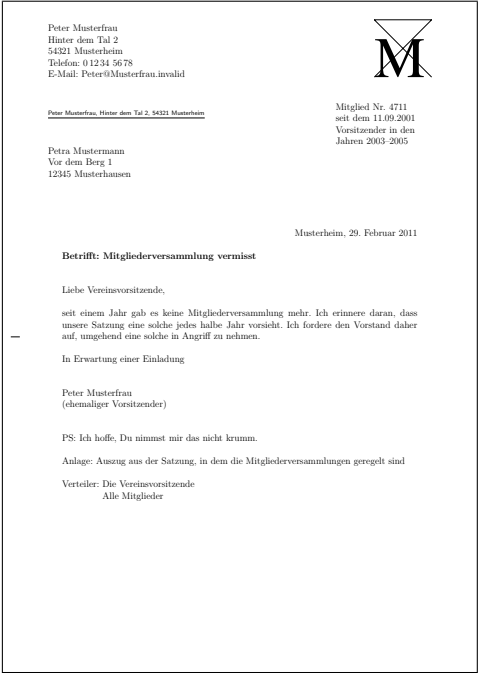 Peter Musterfrau
Hinter dem Tal 2
54321 Musterheim
Telefon: 0 12 34 56 78
E-Mail: Peter@Musterfrau.invalid
M
Peter Musterfrau, Hinter dem Tal 2, 54321 Musterheim
Mitglied Nr. 4711
seit dem 11.09.2001
Vorsitzender in den
Jahren 2003–2005
Petra Mustermann
Vor dem Berg 1
12345 Musterhausen
Musterheim, 29. Februar 2011
Betrifft: Mitgliederversammlung vermisst
Liebe Vereinsvorsitzende,
seit einem Jahr gab es keine Mitgliederversammlung mehr. Ich erinnere daran, dass
unsere Satzung eine solche jedes halbe Jahr vorsieht. Ich fordere den Vorstand daher
auf, umgehend eine solche in Angriff zu nehmen.
In Erwartung einer Einladung
Peter Musterfrau
(ehemaliger Vorsitzender)
PS: Ich hoffe, Du nimmst mir das nicht krumm.
Anlage: Auszug aus der Satzung, in dem die Mitgliederversammlungen geregelt sind
Verteiler: Die Vereinsvorsitzende
Alle Mitglieder